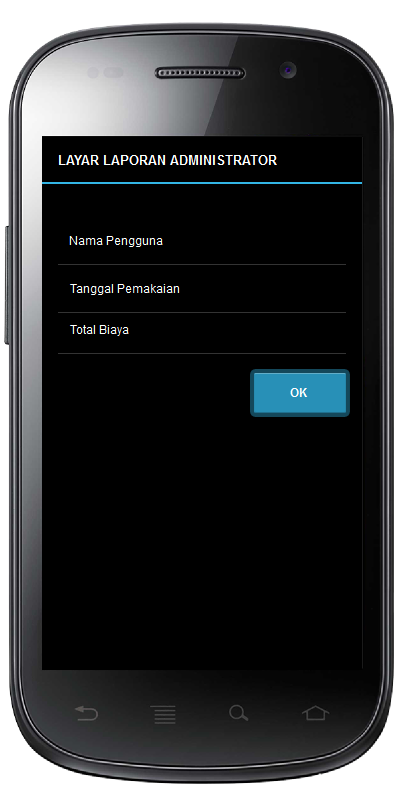 LAYAR LAPORAN ADMINISTRATOR
Nama Pengguna
Tanggal Pemakaian
Total Biaya
OK